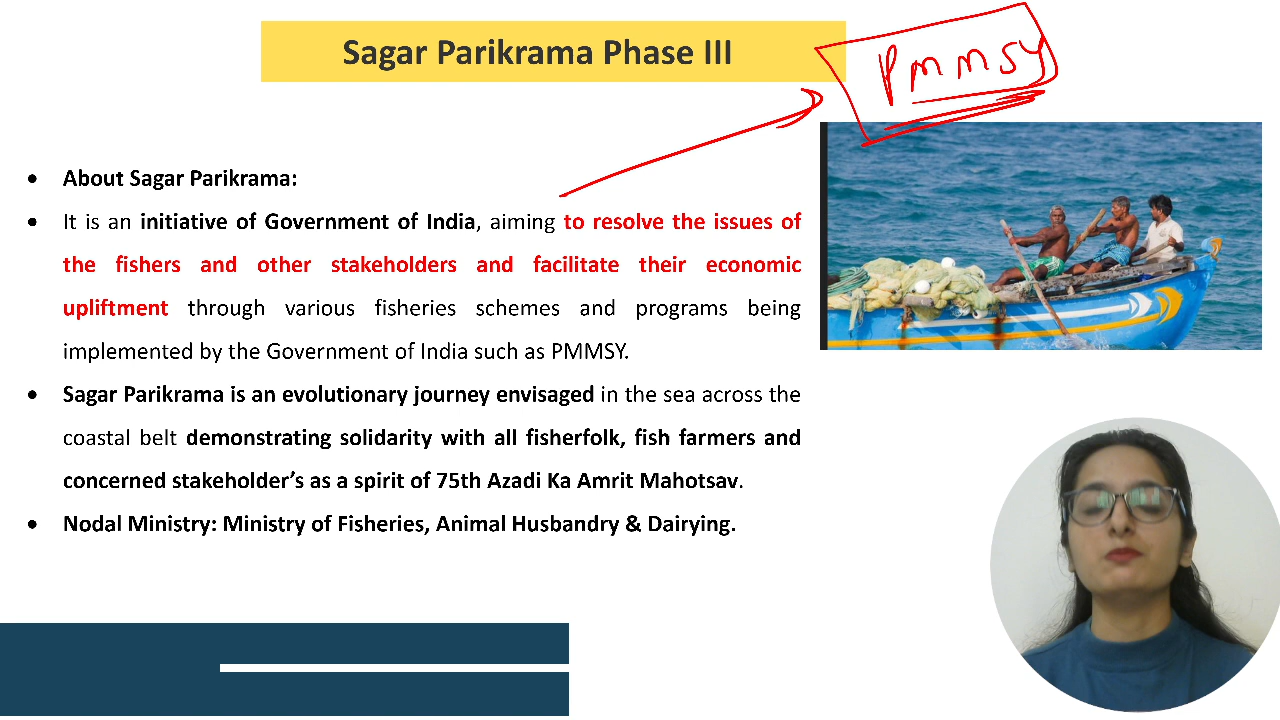 Sagar Parikrama Phase III
PMMSY
• About Sagar Parikrama:
• It is an initiative of Government of India, aiming to resolve the issues of
the fishers and other stakeholders and facilitate their economic
upliftment through various fisheries schemes and programs being
implemented by the Government of India such as PMMSY.
• Sagar Parikrama is an evolutionary journey envisaged in the sea across the
coastal belt demonstrating solidarity with all fisherfolk, fish farmers and
concerned stakeholder’s as a spirit of 75th Azadi Ka Amrit Mahotsav.
• Nodal Ministry: Ministry of Fisheries, Animal Husbandry & Dairying.